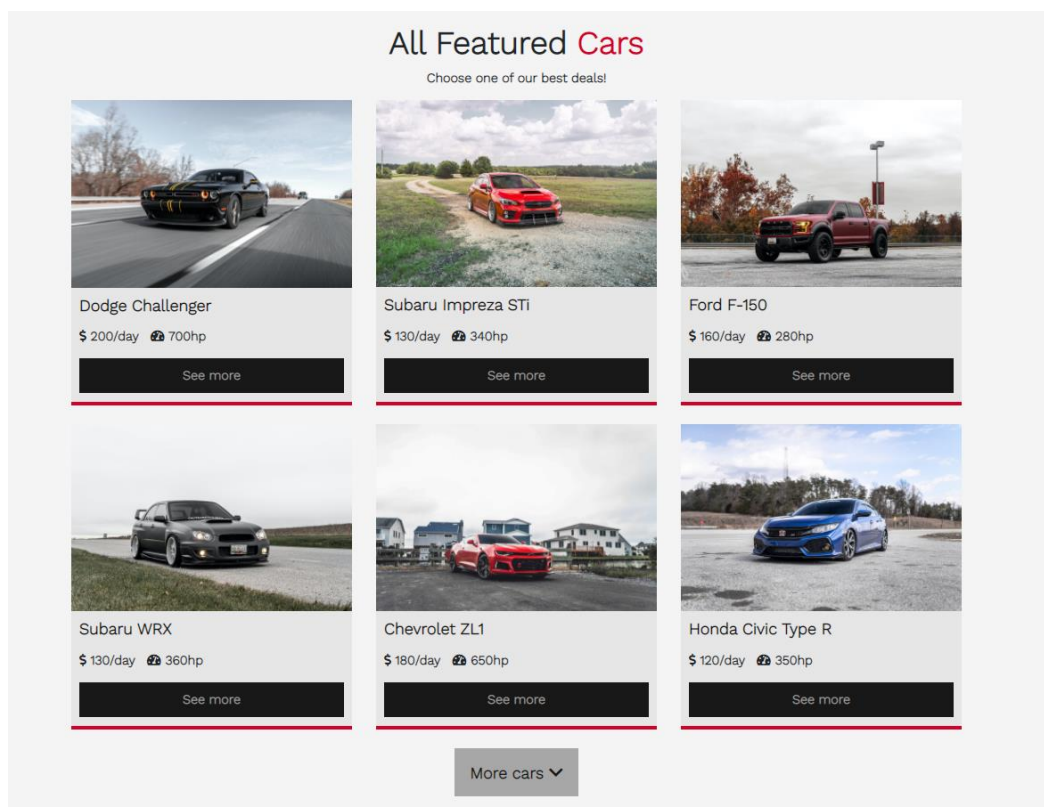 All Featured Cars
Choose one of our best deals!
Dodge Challenger
$ 200/day 700hp
See more
Subaru Impreza STi
$ 130/day 340hp
See more
Ford F-150
$ 160/day 280hp
See more
Subaru WRX
$ 130/day 360hp
See more
Chevrolet ZL1
$ 180/day 650hp
See more
Honda Civic Type R
$ 120/day 350hp
See more
More cars